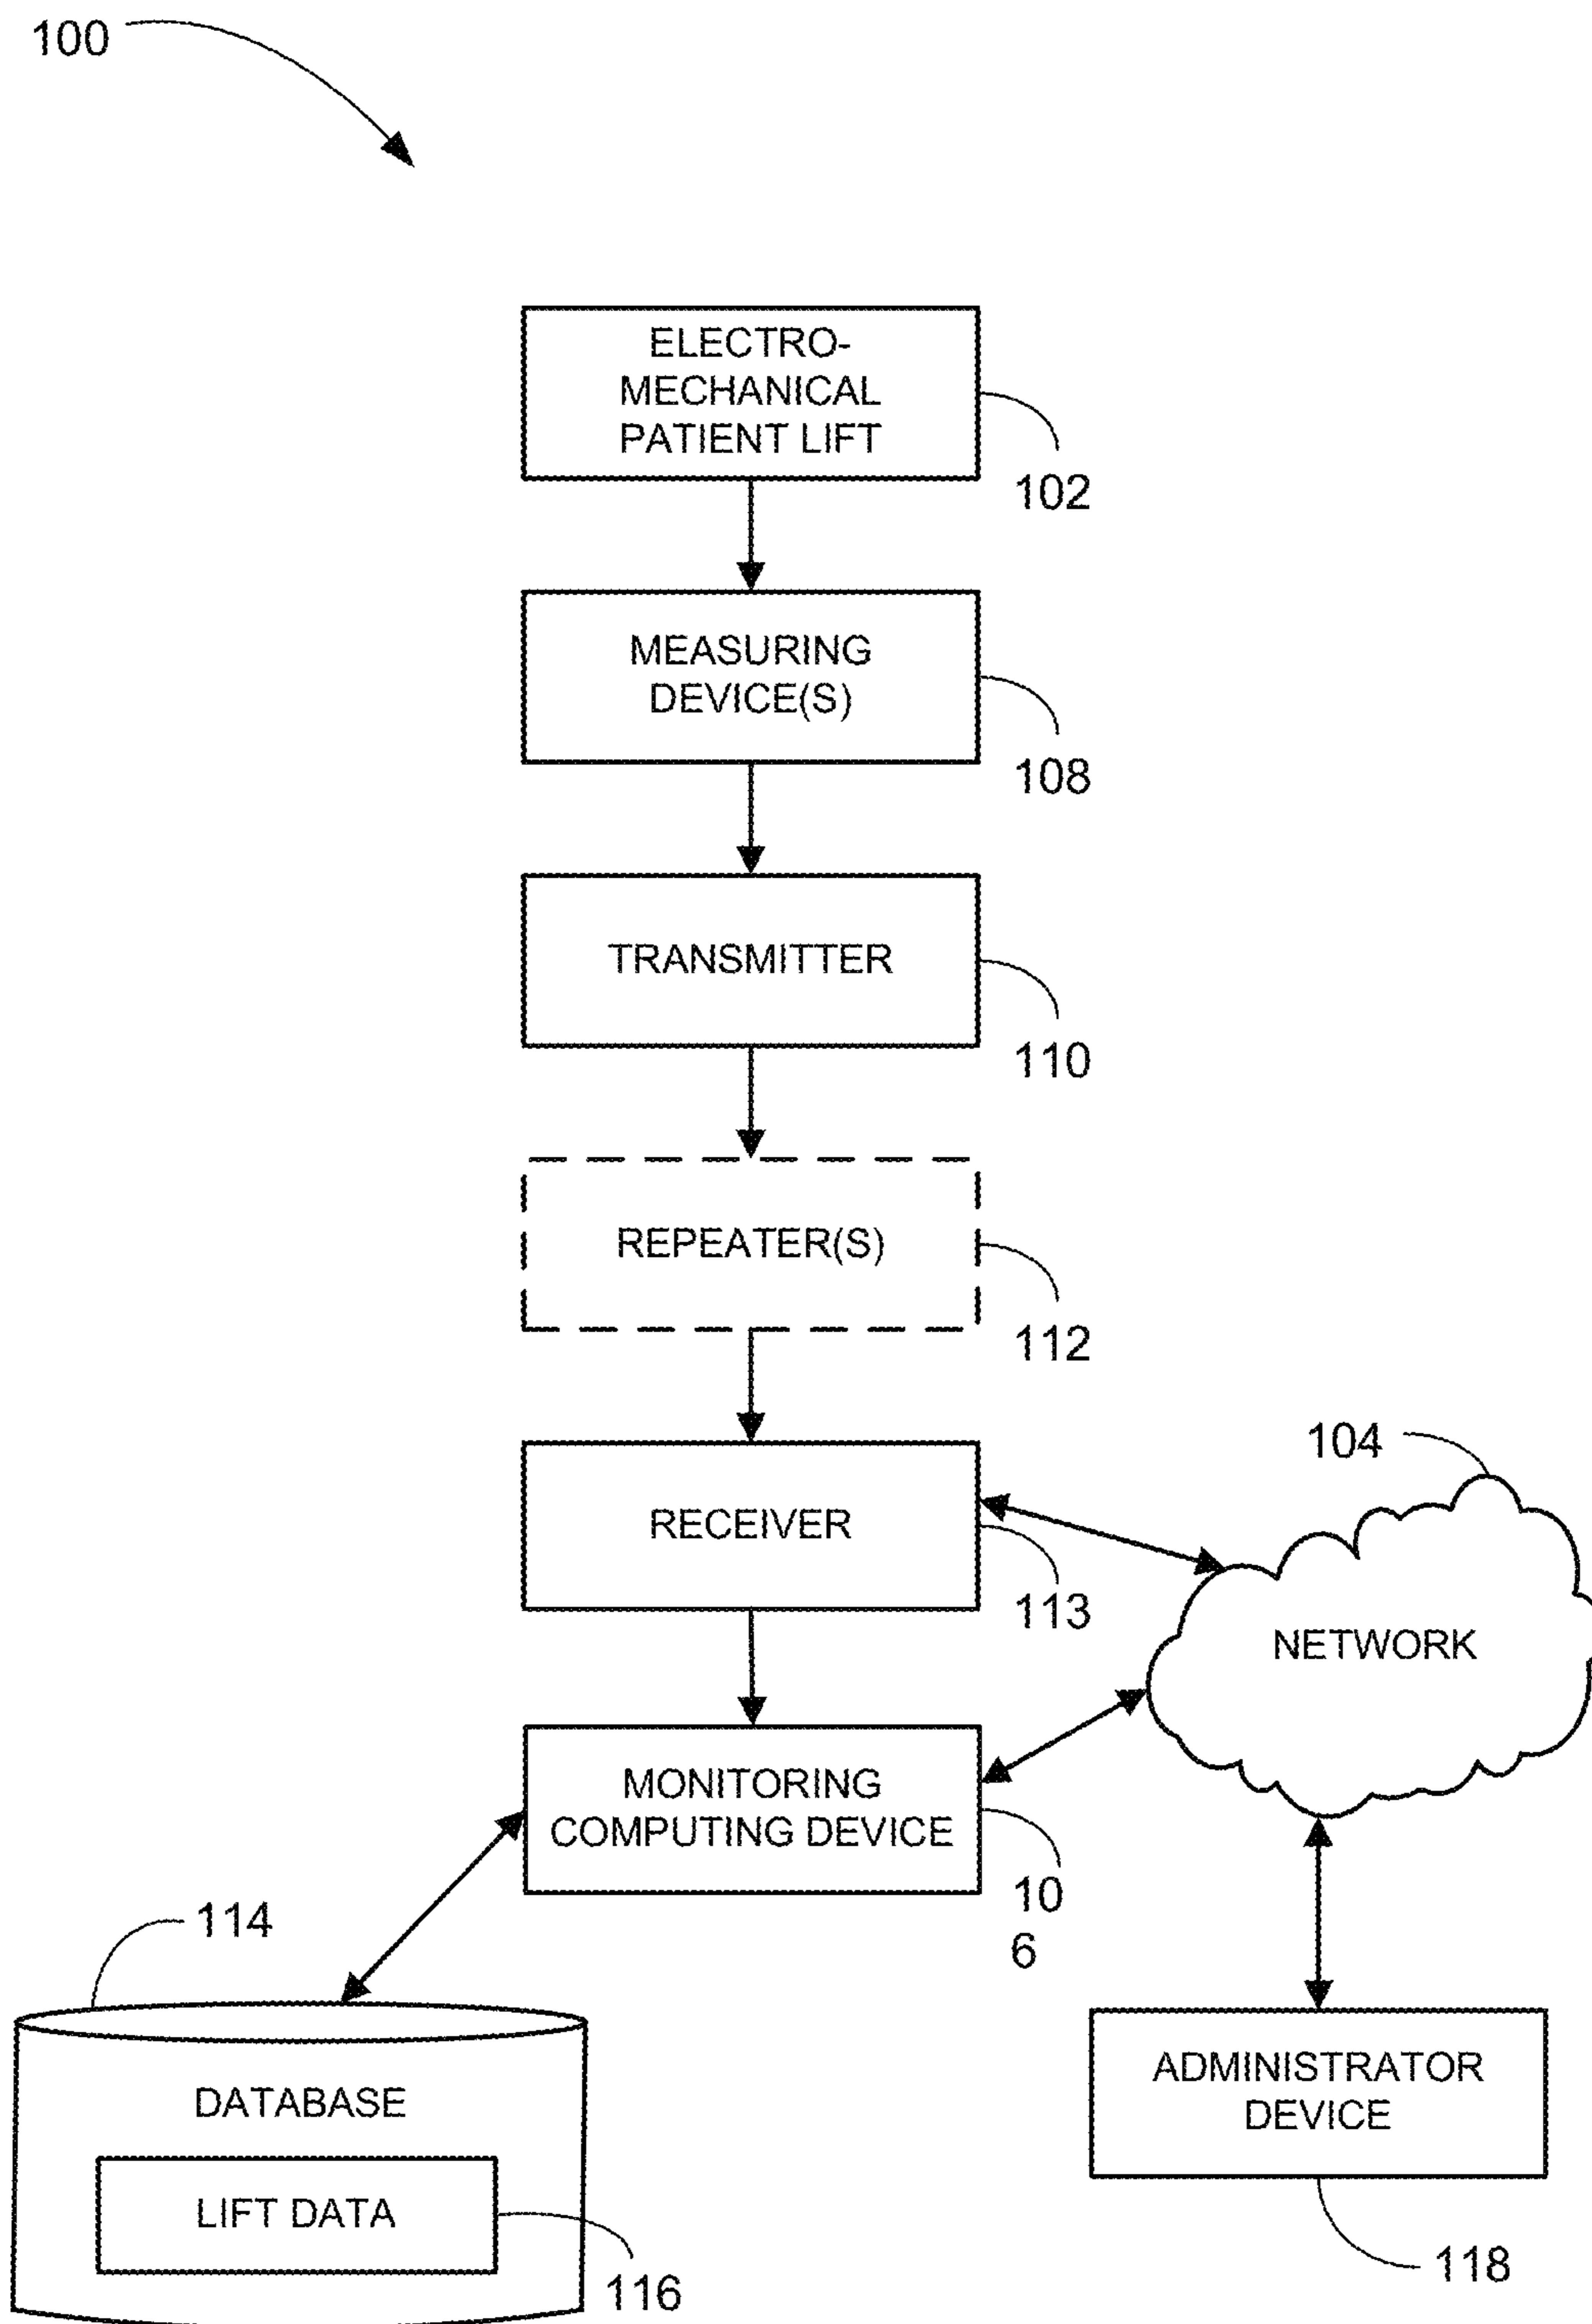 100
ELECTRO-
MECHANICAL
PATIENT LIFT
102
MEASURING
DEVICE(S)
108
TRANSMITTER
110
REPEATER(S)
112
RECEIVER
113
104
NETWORK
MONITORING
COMPUTING DEVICE
10
6
114
DATABASE
LIFT DATA
116
ADMINISTRATOR
DEVICE
118